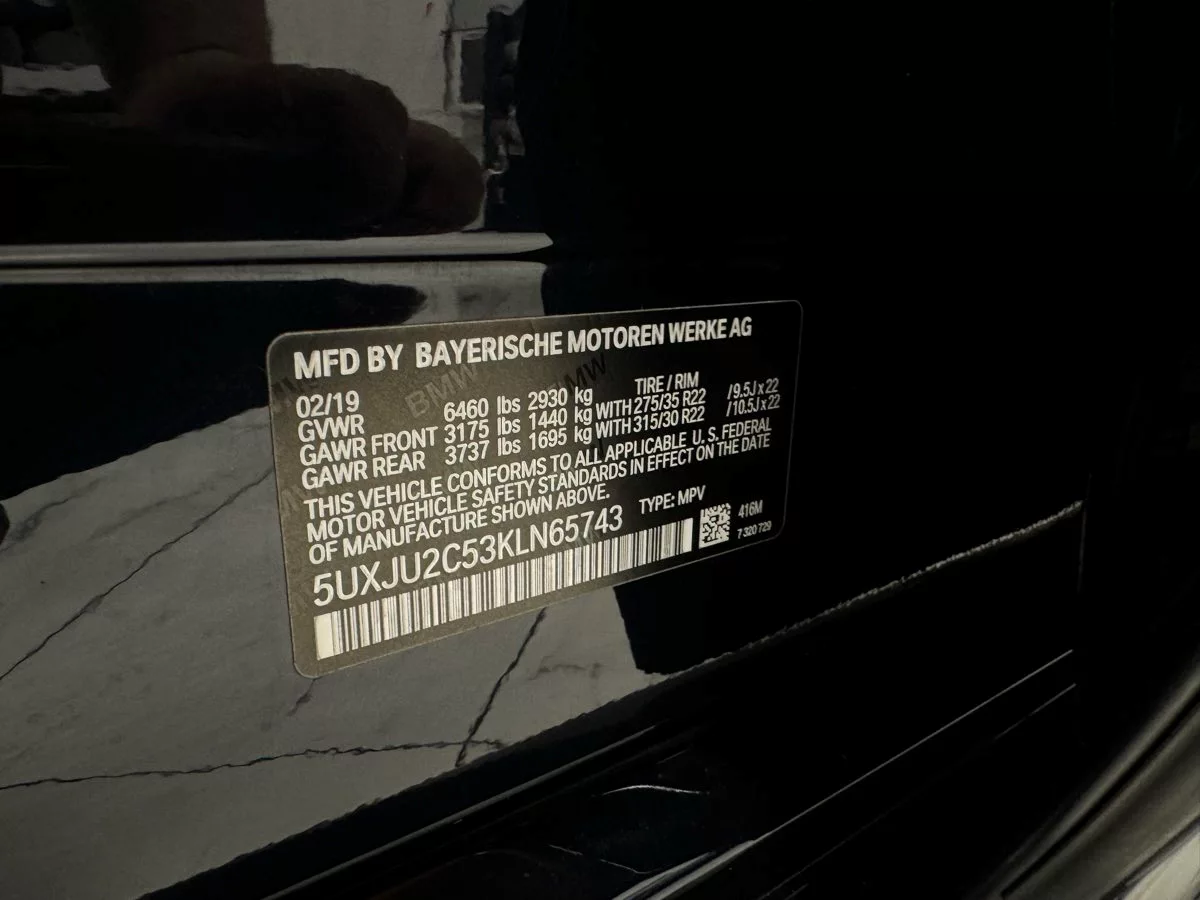 MFD BY BAYERISCHE MOTOREN WERKE AG
02/19 TIRE / RIM
GVWR 6460 lbs 2930 kg
GAWR FRONT 3175 lbs 1440 kg WITH 275/35 R22 /9.5J x 22
GAWR REAR 3737 lbs 1695 kg WITH 315/30 R22 /10.5J x 22
THIS VEHICLE CONFORMS TO ALL APPLICABLE U. S. FEDERAL
MOTOR VEHICLE SAFETY STANDARDS IN EFFECT ON THE DATE
OF MANUFACTURE SHOWN ABOVE.
TYPE: MPV
5UXJU2C53KLN65743
416M
7 320 729
BMW
BMW